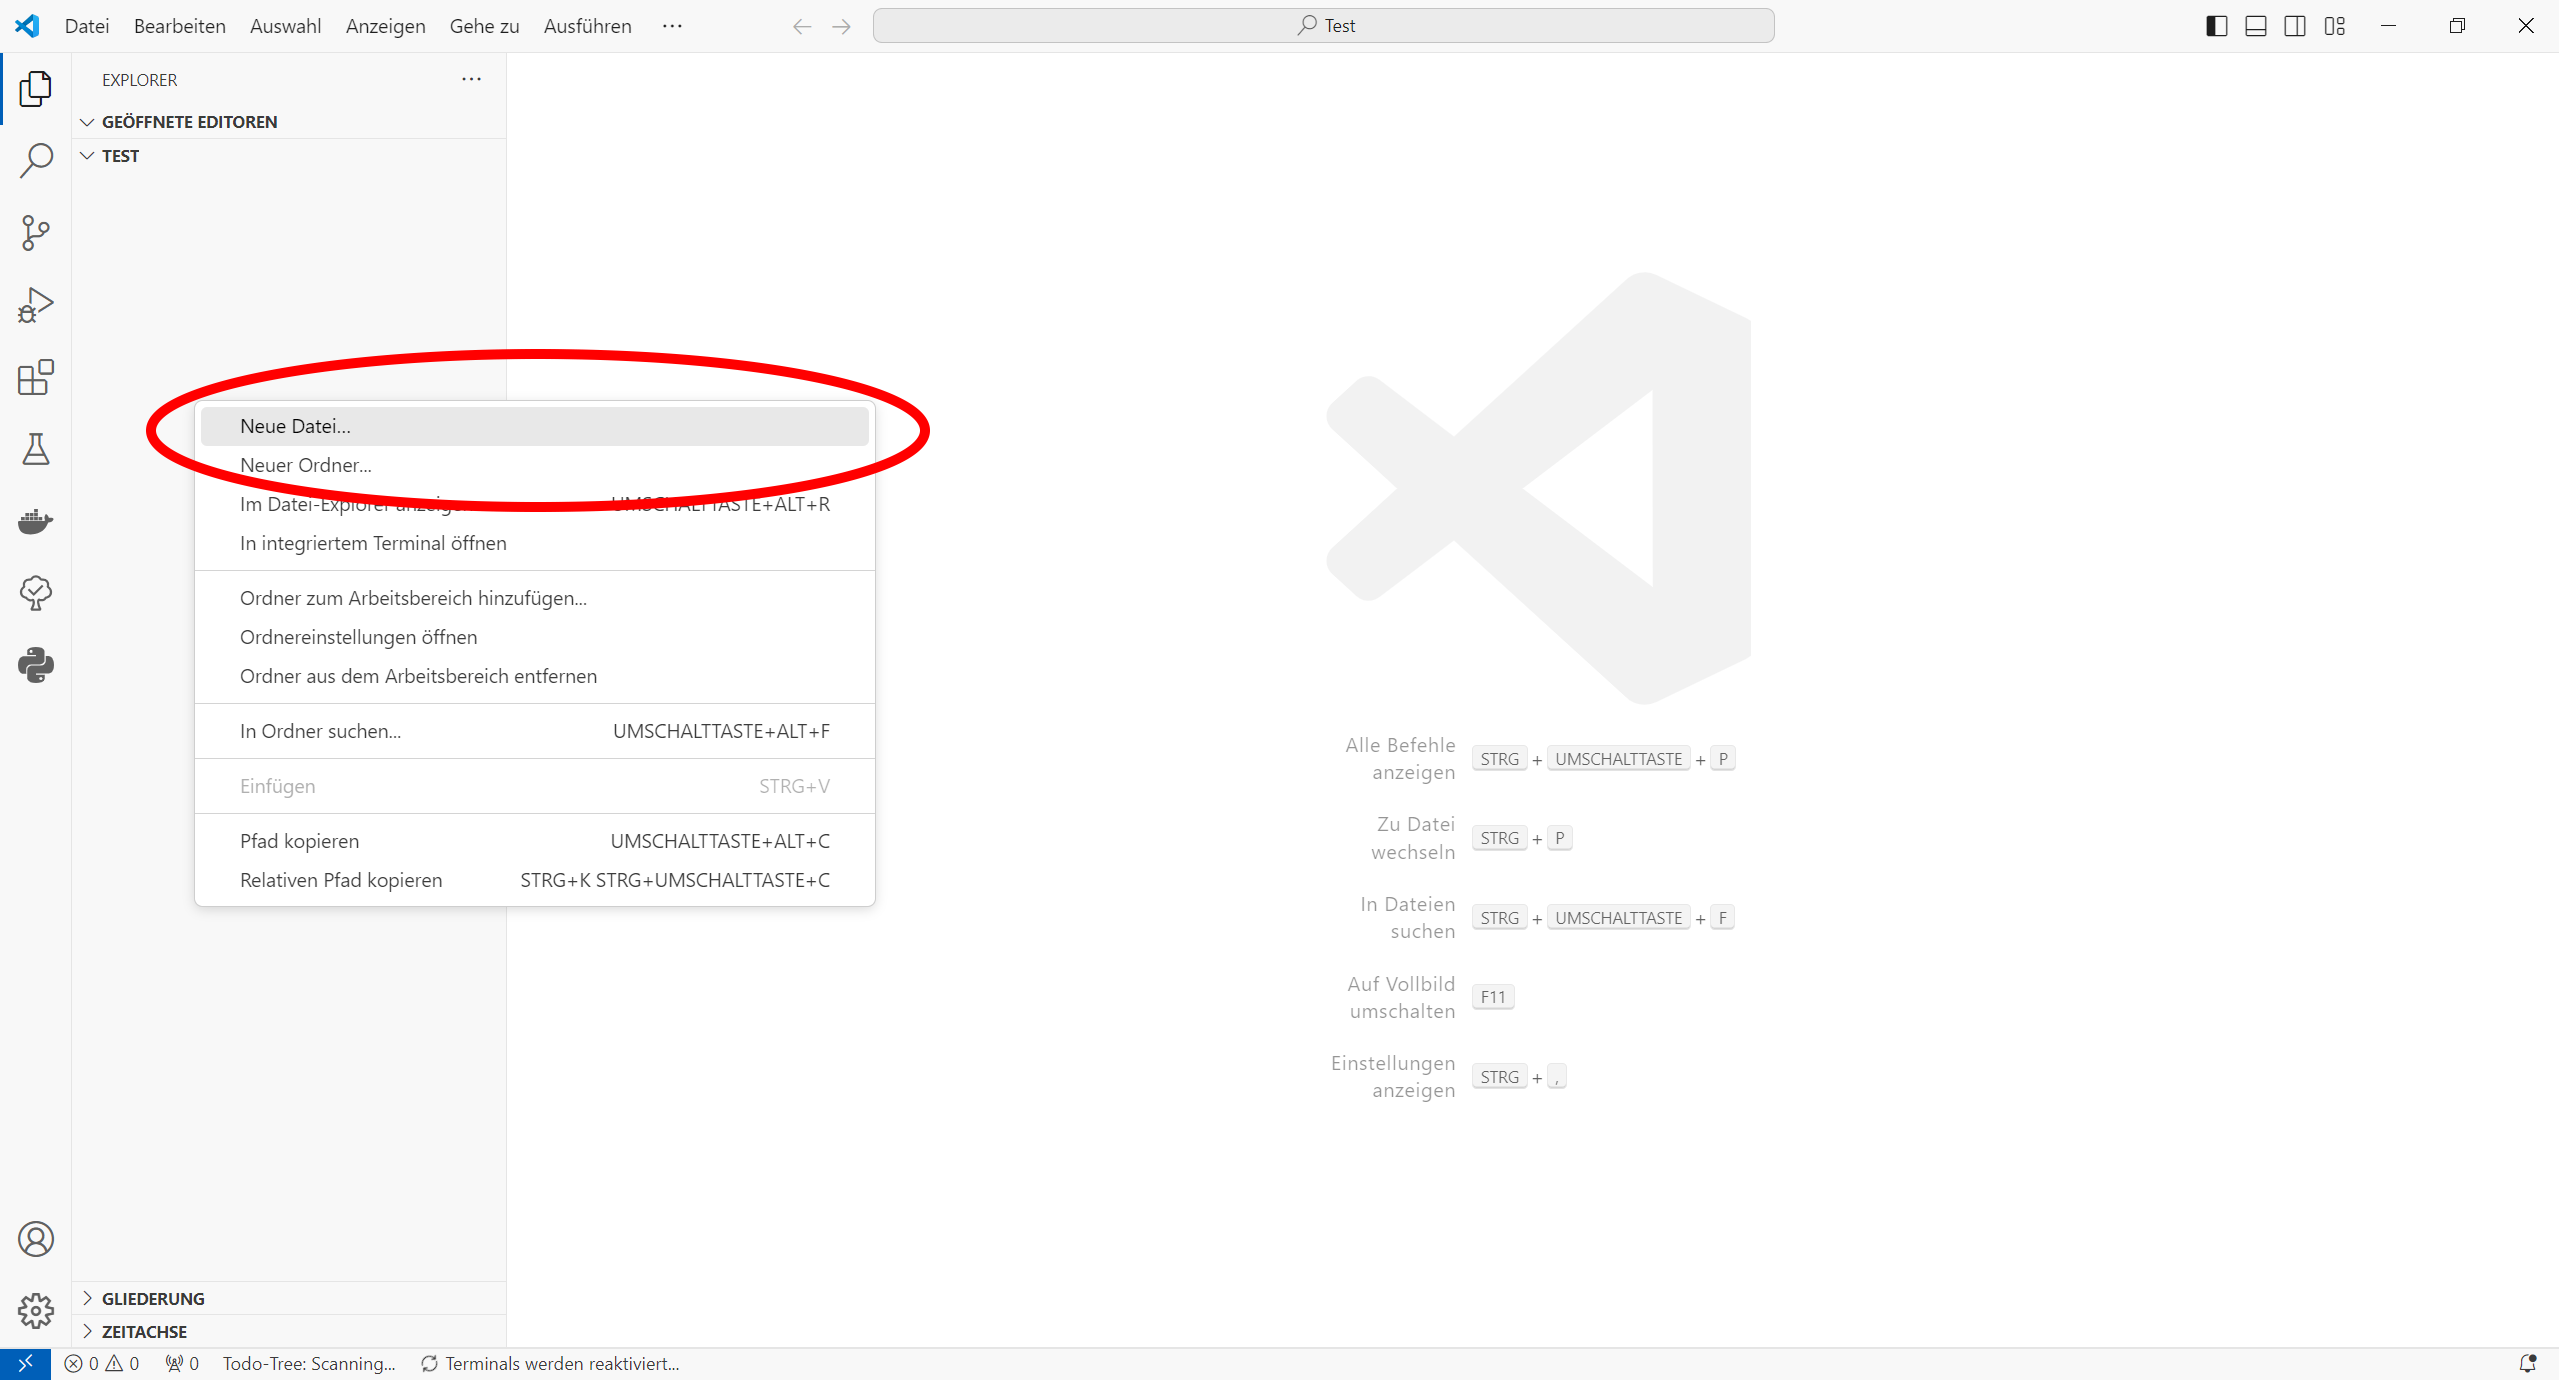 Datei Bearbeiten Auswahl Anzeigen Gehe zu Ausführen ··· Test
EXPLORER ···
GEÖFFNETE EDITOREN
TEST
Neue Datei...
Neuer Ordner...
Im Datei-Explorer anzeigen UMSCHALTTASTE+ALT+R
In integriertem Terminal öffnen
Ordner zum Arbeitsbereich hinzufügen...
Ordnereinstellungen öffnen
Ordner aus dem Arbeitsbereich entfernen
In Ordner suchen... UMSCHALTTASTE+ALT+F
Einfügen STRG+V
Pfad kopieren UMSCHALTTASTE+ALT+C
Relativen Pfad kopieren STRG+K STRG+UMSCHALTTASTE+C
Alle Befehle
anzeigen STRG + UMSCHALTTASTE + P
Zu Datei
wechseln STRG + P
In Dateien
suchen STRG + UMSCHALTTASTE + F
Auf Vollbild
umschalten F11
Einstellungen
anzeigen STRG + ,
GLIEDERUNG
ZEITACHSE
0 0 0 Todo-Tree: Scanning... Terminals werden reaktiviert...